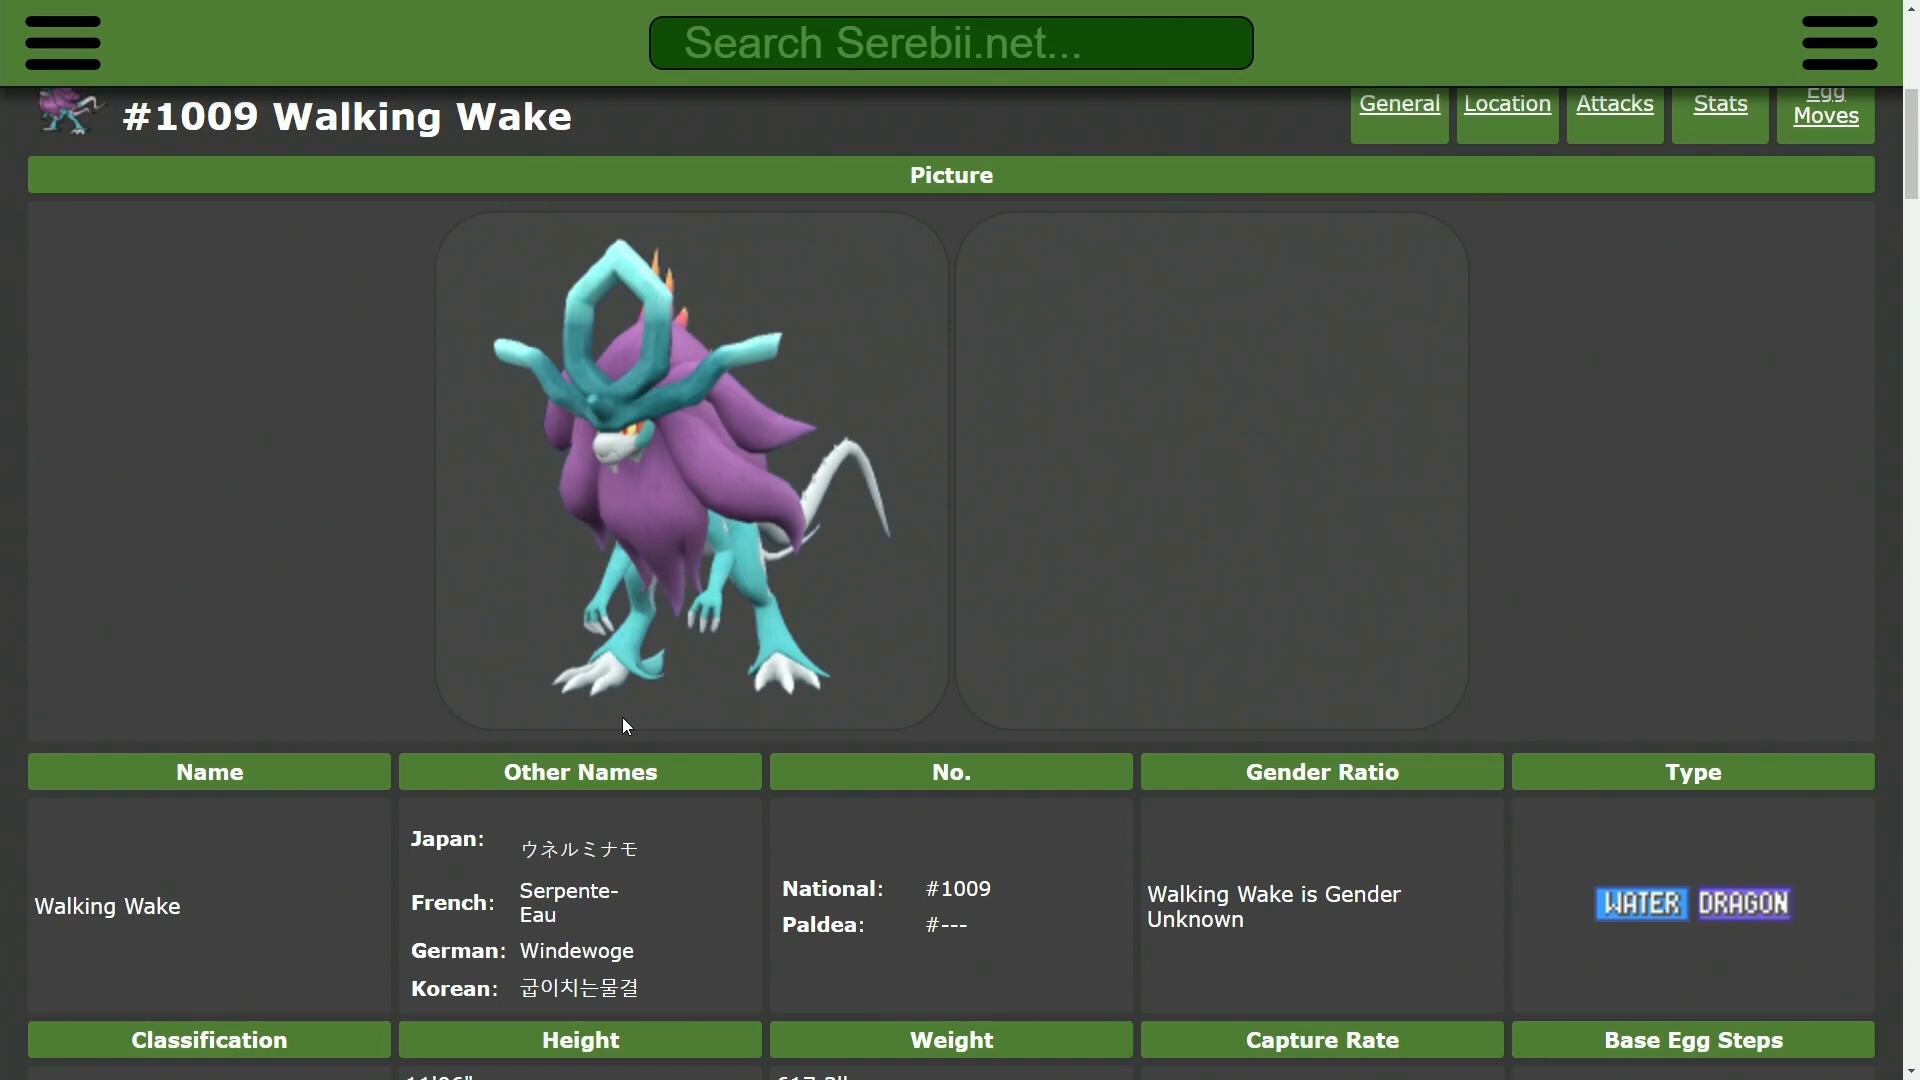 Search Serebii.net...
#1009 Walking Wake
General
Location
Attacks
Stats
Egg
Moves
Picture
Name
Other Names
No.
Gender Ratio
Type
Walking Wake
Japan:
ウネルミナモ
French:
Serpente-
Eau
German:
Windewoge
Korean:
굽이치는물결
National:
#1009
Paldea:
#---
Walking Wake is Gender
Unknown
WATER DRAGON
Classification
Height
Weight
Capture Rate
Base Egg Steps